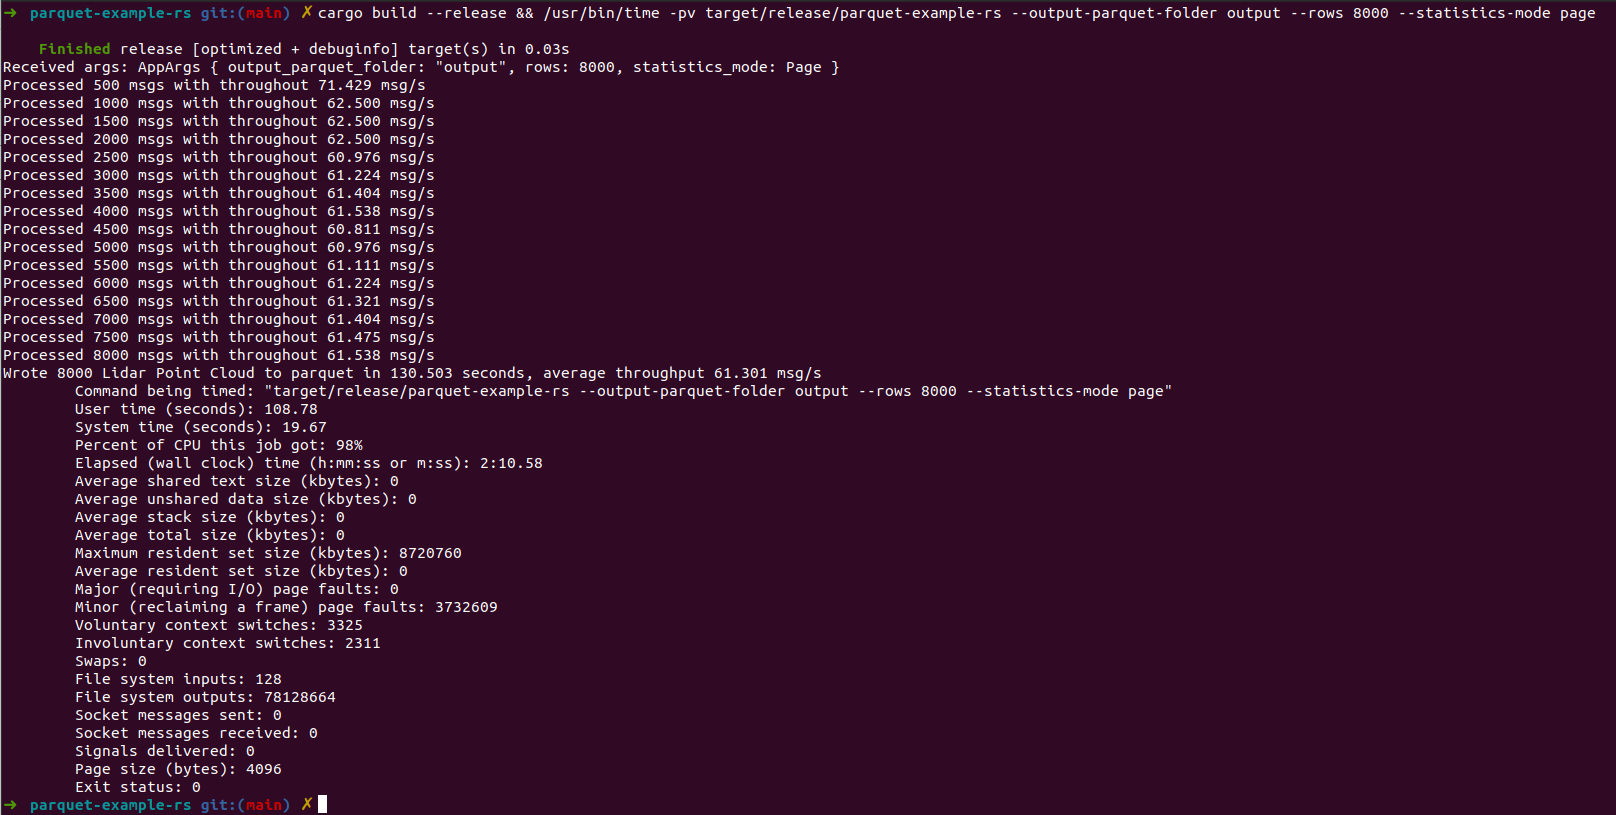 ➜ parquet-example-rs git:(main) ✗ cargo build --release && /usr/bin/time -pv target/release/parquet-example-rs --output-parquet-folder output --rows 8000 --statistics-mode page
Finished release [optimized + debuginfo] target(s) in 0.03s
Received args: AppArgs { output_parquet_folder: "output", rows: 8000, statistics_mode: Page }
Processed 500 msgs with throughout 71.429 msg/s
Processed 1000 msgs with throughout 62.500 msg/s
Processed 1500 msgs with throughout 62.500 msg/s
Processed 2000 msgs with throughout 62.500 msg/s
Processed 2500 msgs with throughout 60.976 msg/s
Processed 3000 msgs with throughout 61.224 msg/s
Processed 3500 msgs with throughout 61.404 msg/s
Processed 4000 msgs with throughout 61.538 msg/s
Processed 4500 msgs with throughout 60.811 msg/s
Processed 5000 msgs with throughout 60.976 msg/s
Processed 5500 msgs with throughout 61.111 msg/s
Processed 6000 msgs with throughout 61.224 msg/s
Processed 6500 msgs with throughout 61.321 msg/s
Processed 7000 msgs with throughout 61.404 msg/s
Processed 7500 msgs with throughout 61.475 msg/s
Processed 8000 msgs with throughout 61.538 msg/s
Wrote 8000 Lidar Point Cloud to parquet in 130.503 seconds, average throughput 61.301 msg/s
Command being timed: "target/release/parquet-example-rs --output-parquet-folder output --rows 8000 --statistics-mode page"
User time (seconds): 108.78
System time (seconds): 19.67
Percent of CPU this job got: 98%
Elapsed (wall clock) time (h:mm:ss or m:ss): 2:10.58
Average shared text size (kbytes): 0
Average unshared data size (kbytes): 0
Average stack size (kbytes): 0
Average total size (kbytes): 0
Maximum resident set size (kbytes): 8720760
Average resident set size (kbytes): 0
Major (requiring I/O) page faults: 0
Minor (reclaiming a frame) page faults: 3732609
Voluntary context switches: 3325
Involuntary context switches: 2311
Swaps: 0
File system inputs: 128
File system outputs: 78128664
Socket messages sent: 0
Socket messages received: 0
Signals delivered: 0
Page size (bytes): 4096
Exit status: 0
➜ parquet-example-rs git:(main) ✗